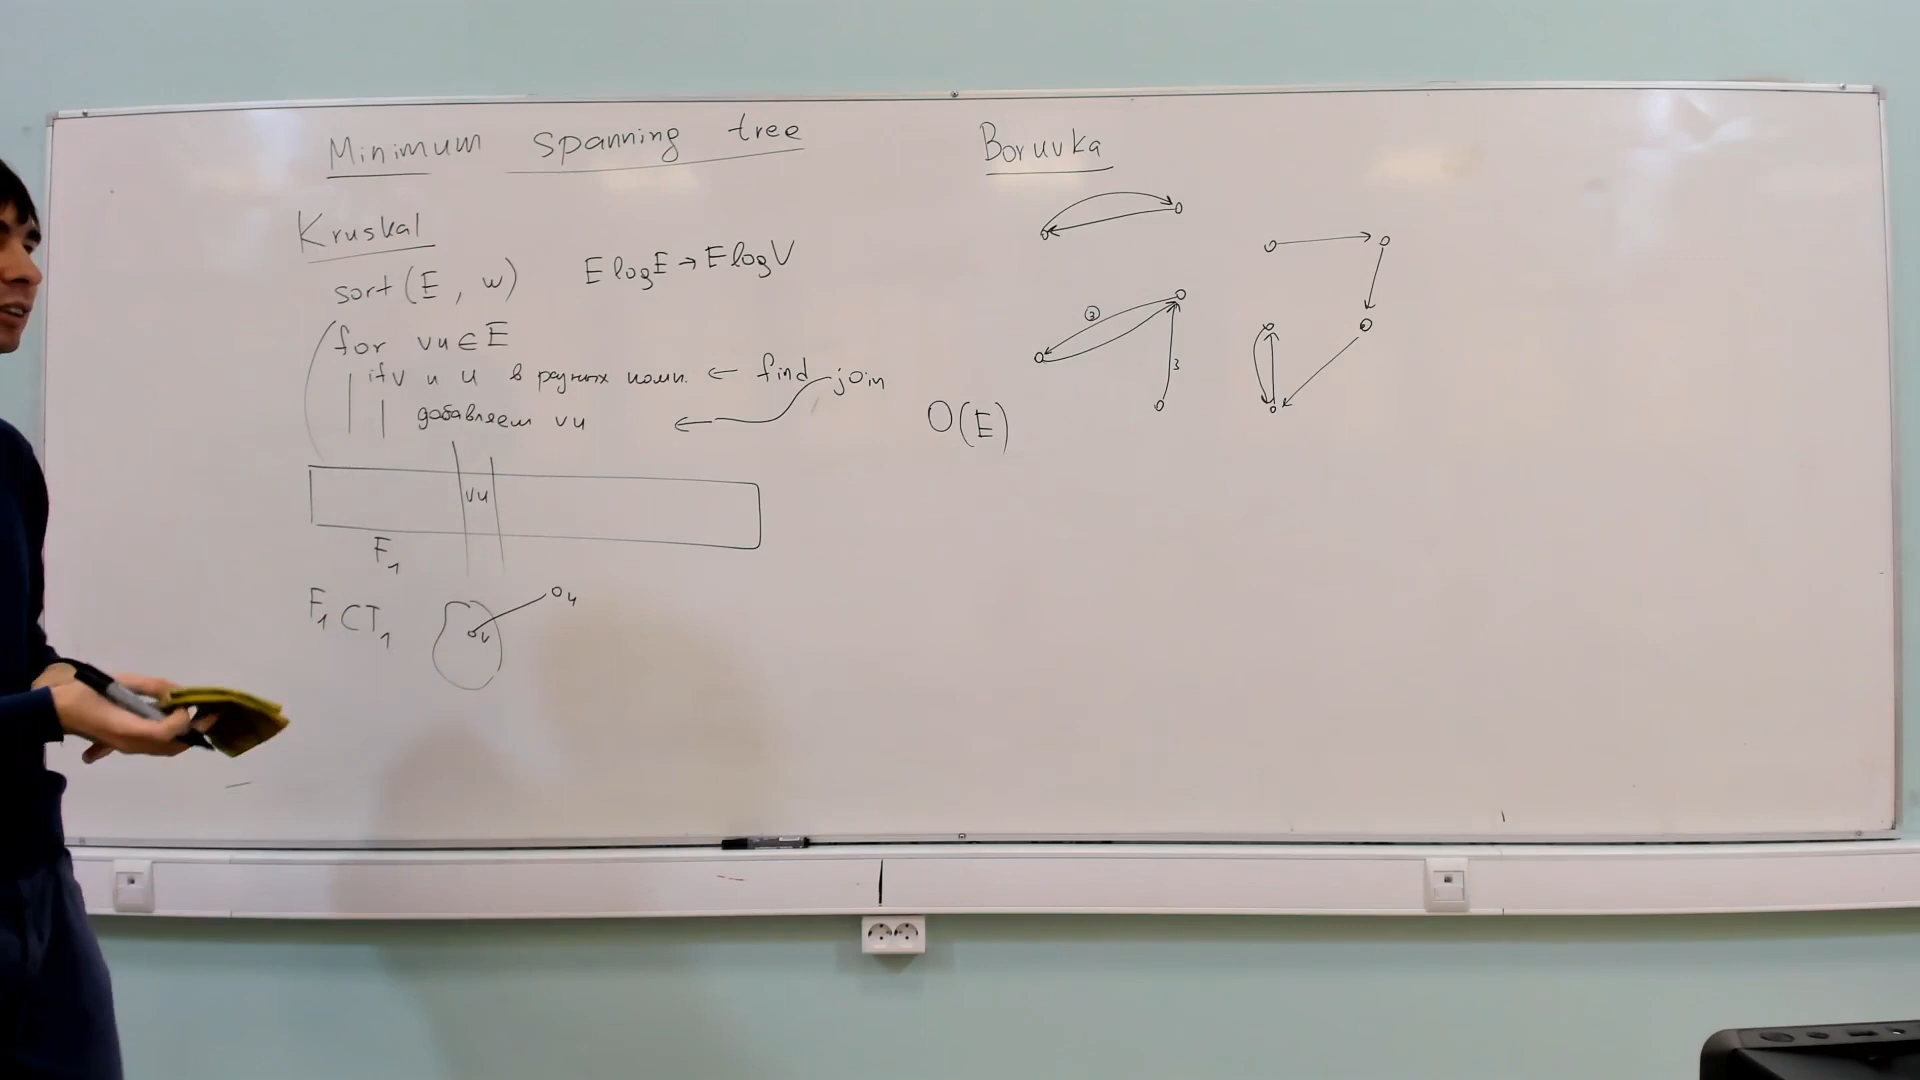 Minimum spanning tree
Kruskal
sort (E, w) E log E → E log V
for vu ∈ E
if v и u в разных комп. ← find join
добавляем vu ←
vu
F₁
F₁ ⊂ T₁
v u
Boruvka
2
3
O(E)